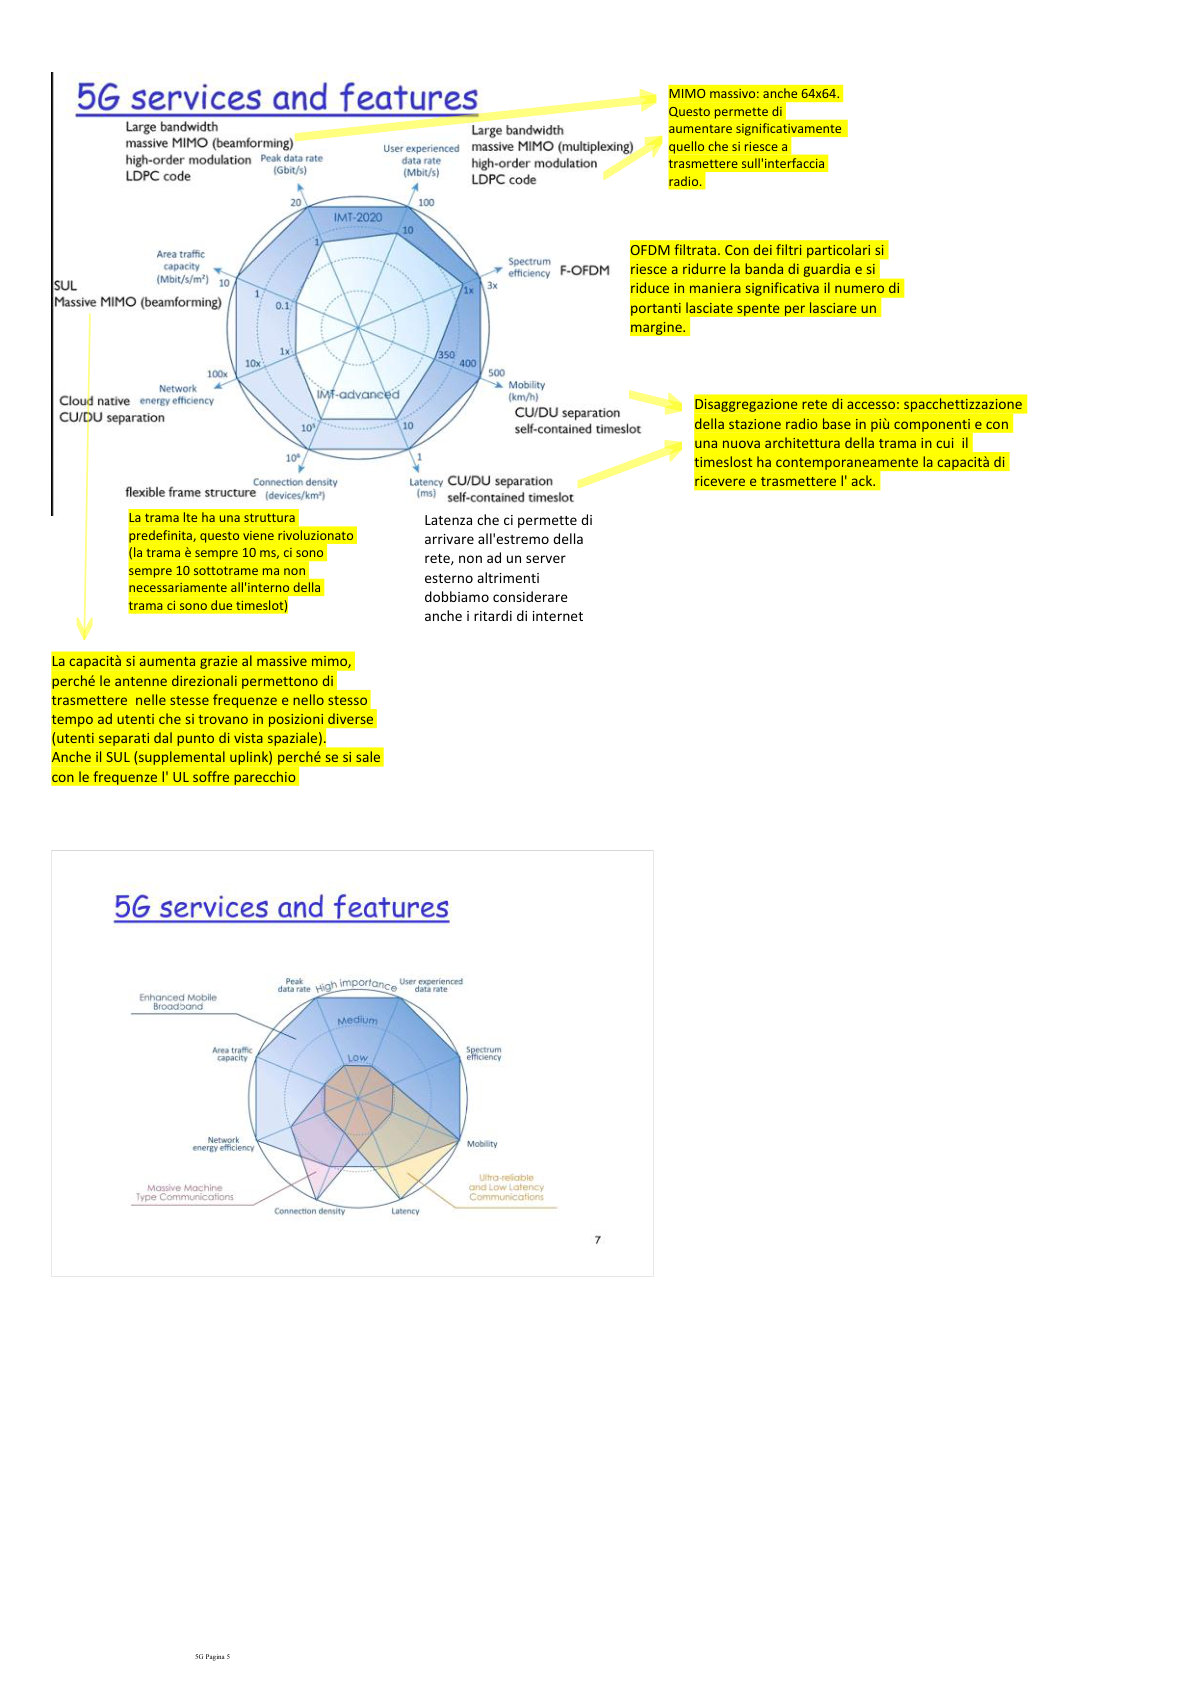 5G services and features
Large bandwidth
massive MIMO (beamforming)
high-order modulation
LDPC code
Peak data rate
(Gbit/s)
User experienced
data rate
(Mbit/s)
Large bandwidth
massive MIMO (multiplexing)
high-order modulation
LDPC code
MIMO massivo: anche 64x64.
Questo permette di
aumentare significativamente
quello che si riesce a
trasmettere sull'interfaccia
radio.
20
100
IMT-2020
1
10
Area traffic
capacity
(Mbit/s/m²)
10
1
0.1
Spectrum
efficiency
F-OFDM
1x
3x
OFDM filtrata. Con dei filtri particolari si
riesce a ridurre la banda di guardia e si
riduce in maniera significativa il numero di
portanti lasciate spente per lasciare un
margine.
SUL
Massive MIMO (beamforming)
1x
10x
100x
350
400
500
Network
energy efficiency
Cloud native
CU/DU separation
IMT-advanced
Mobility
(km/h)
CU/DU separation
self-contained timeslot
Disaggregazione rete di accesso: spacchettizzazione
della stazione radio base in più componenti e con
una nuova architettura della trama in cui  il
timeslost ha contemporaneamente la capacità di
ricevere e trasmettere l' ack.
10⁵
10
10⁶
1
flexible frame structure
Connection density
(devices/km²)
Latency
(ms)
CU/DU separation
self-contained timeslot
La trama lte ha una struttura
predefinita, questo viene rivoluzionato
(la trama è sempre 10 ms, ci sono
sempre 10 sottotrame ma non
necessariamente all'interno della
trama ci sono due timeslot)
Latenza che ci permette di
arrivare all'estremo della
rete, non ad un server
esterno altrimenti
dobbiamo considerare
anche i ritardi di internet
La capacità si aumenta grazie al massive mimo,
perché le antenne direzionali permettono di
trasmettere  nelle stesse frequenze e nello stesso
tempo ad utenti che si trovano in posizioni diverse
(utenti separati dal punto di vista spaziale).
Anche il SUL (supplemental uplink) perché se si sale
con le frequenze l' UL soffre parecchio
5G services and features
Peak
data rate
High importance
User experienced
data rate
Enhanced Mobile
Broadband
Medium
Low
Area traffic
capacity
Spectrum
efficiency
Network
energy efficiency
Mobility
Massive Machine
Type Communications
Ultra-reliable
and Low Latency
Communications
Connection density
Latency
7
5G Pagina 5